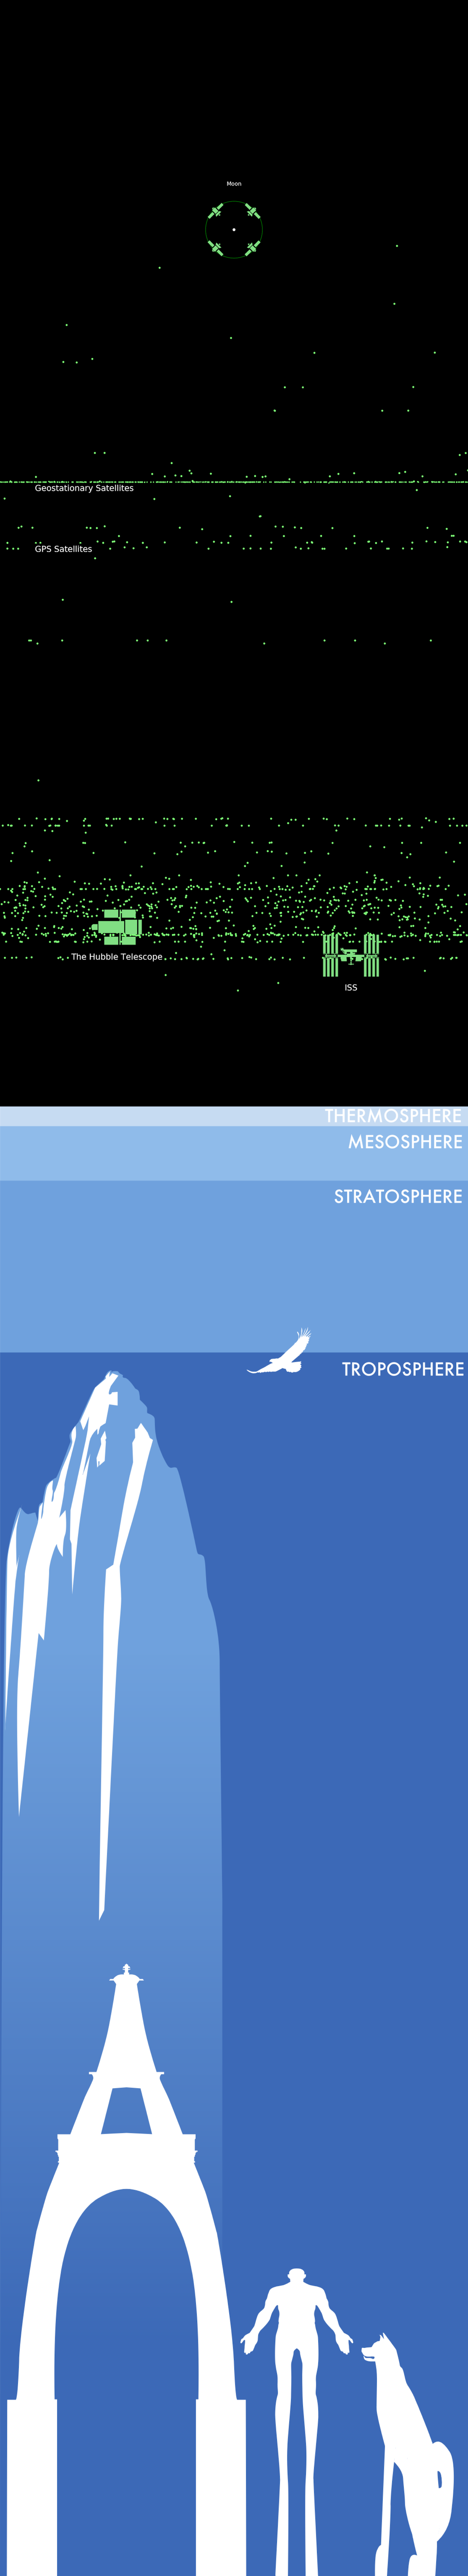 Moon
Geostationary Satellites
GPS Satellites
The Hubble Telescope
ISS
THERMOSPHERE
MESOSPHERE
STRATOSPHERE
TROPOSPHERE